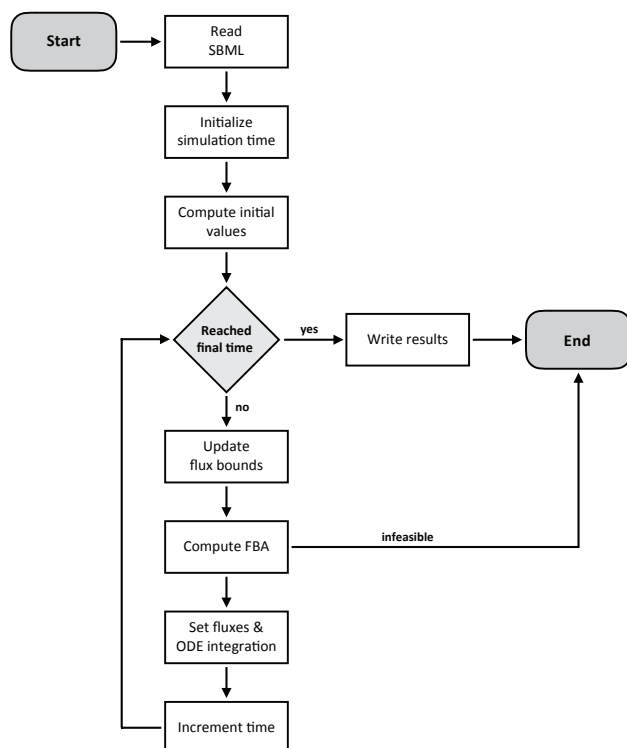 Start
Read
SBML
Initialize
simulation time
Compute initial
values
Reached
final time
yes
Write results
End
no
Update
flux bounds
Compute FBA
infeasible
Set fluxes &
ODE integration
Increment time